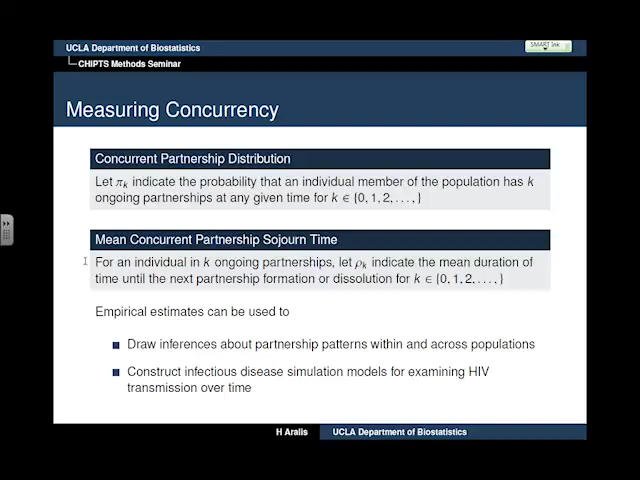 UCLA Department of Biostatistics
SMART Ink
CHIPTS Methods Seminar
Measuring Concurrency
Concurrent Partnership Distribution
Let πk indicate the probability that an individual member of the population has k
ongoing partnerships at any given time for k ∈ {0, 1, 2, . . . , }
Mean Concurrent Partnership Sojourn Time
For an individual in k ongoing partnerships, let ρk indicate the mean duration of
time until the next partnership formation or dissolution for k ∈ {0, 1, 2, . . . , }
Empirical estimates can be used to
Draw inferences about partnership patterns within and across populations
Construct infectious disease simulation models for examining HIV
transmission over time
H Aralis
UCLA Department of Biostatistics